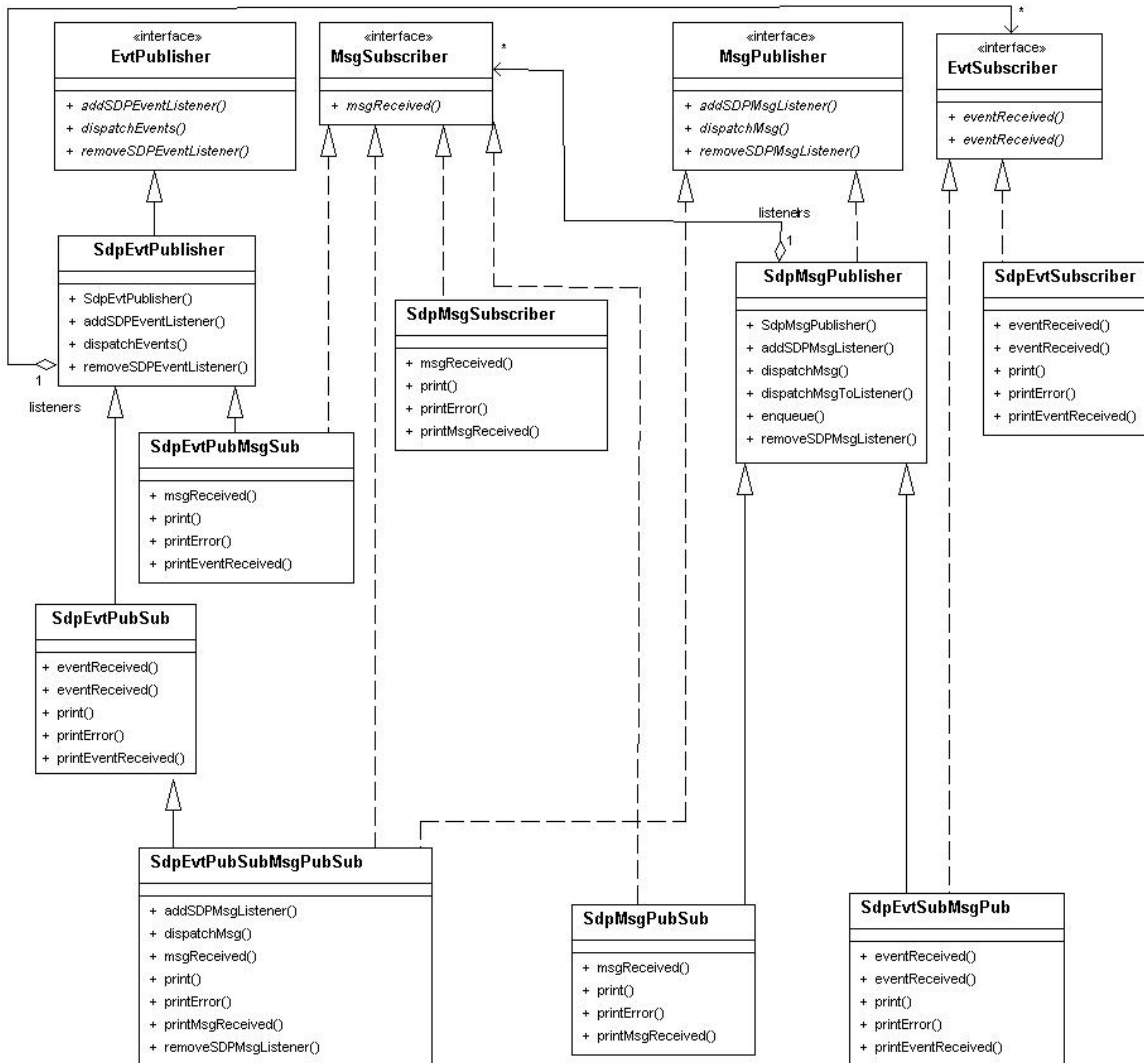 *
«interface»
EvtPublisher
+ addSDPEventListener()
+ dispatchEvents()
+ removeSDPEventListener()
«interface»
MsgSubscriber
+ msgReceived()
*
«interface»
MsgPublisher
+ addSDPMsgListener()
+ dispatchMsg()
+ removeSDPMsgListener()
«interface»
EvtSubscriber
+ eventReceived()
+ eventReceived()
SdpEvtPublisher
+ SdpEvtPublisher()
+ addSDPEventListener()
+ dispatchEvents()
+ removeSDPEventListener()
1
listeners
listeners
1
SdpMsgSubscriber
+ msgReceived()
+ print()
+ printError()
+ printMsgReceived()
SdpMsgPublisher
+ SdpMsgPublisher()
+ addSDPMsgListener()
+ dispatchMsg()
+ dispatchMsgToListener()
+ enqueue()
+ removeSDPMsgListener()
SdpEvtSubscriber
+ eventReceived()
+ eventReceived()
+ print()
+ printError()
+ printEventReceived()
SdpEvtPubMsgSub
+ msgReceived()
+ print()
+ printError()
+ printEventReceived()
SdpEvtPubSub
+ eventReceived()
+ eventReceived()
+ print()
+ printError()
+ printEventReceived()
SdpEvtPubSubMsgPubSub
+ addSDPMsgListener()
+ dispatchMsg()
+ msgReceived()
+ print()
+ printError()
+ printMsgReceived()
+ removeSDPMsgListener()
SdpMsgPubSub
+ msgReceived()
+ print()
+ printError()
+ printMsgReceived()
SdpEvtSubMsgPub
+ eventReceived()
+ eventReceived()
+ print()
+ printError()
+ printEventReceived()